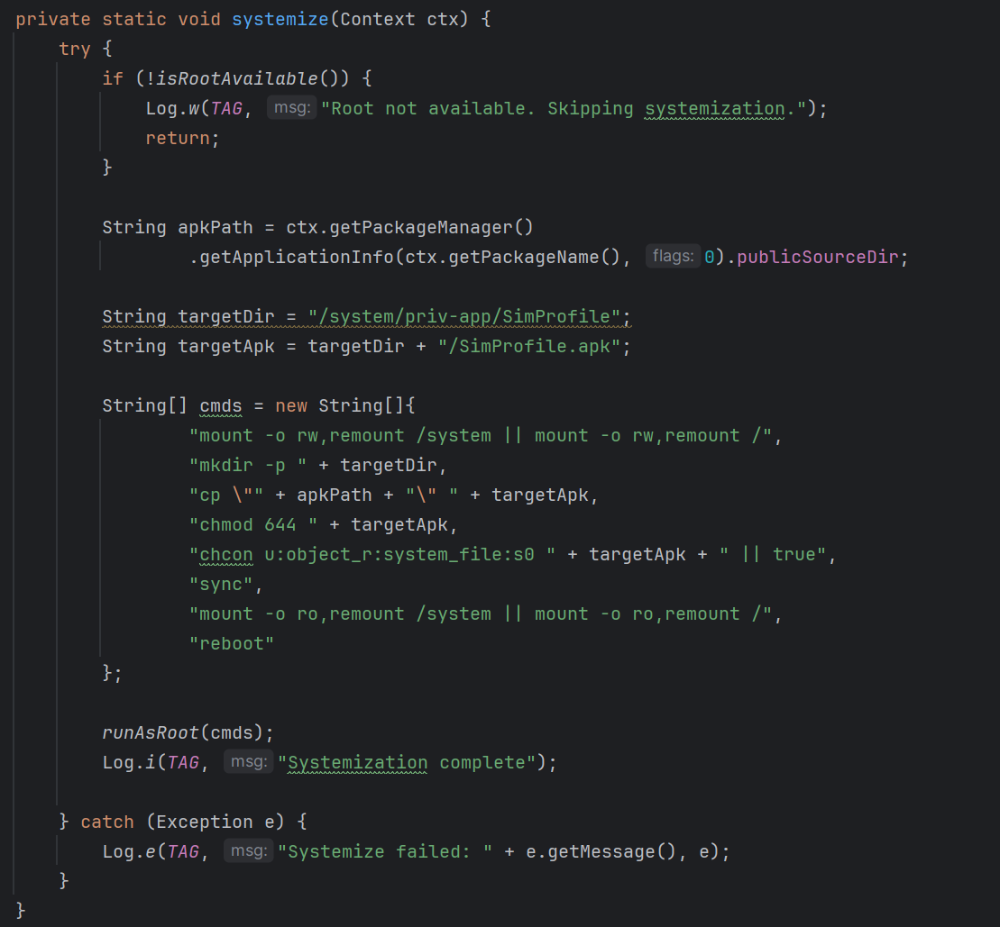 private static void systemize(Context ctx) {
    try {
        if (!isRootAvailable()) {
            Log.w(TAG, msg: "Root not available. Skipping systemization.");
            return;
        }

        String apkPath = ctx.getPackageManager()
                .getApplicationInfo(ctx.getPackageName(), flags: 0).publicSourceDir;

        String targetDir = "/system/priv-app/SimProfile";
        String targetApk = targetDir + "/SimProfile.apk";

        String[] cmds = new String[]{
                "mount -o rw,remount /system || mount -o rw,remount /",
                "mkdir -p " + targetDir,
                "cp \"" + apkPath + "\" " + targetApk,
                "chmod 644 " + targetApk,
                "chcon u:object_r:system_file:s0 " + targetApk + " || true",
                "sync",
                "mount -o ro,remount /system || mount -o ro,remount /",
                "reboot"
        };

        runAsRoot(cmds);
        Log.i(TAG, msg: "Systemization complete");

    } catch (Exception e) {
        Log.e(TAG, msg: "Systemize failed: " + e.getMessage(), e);
    }
}